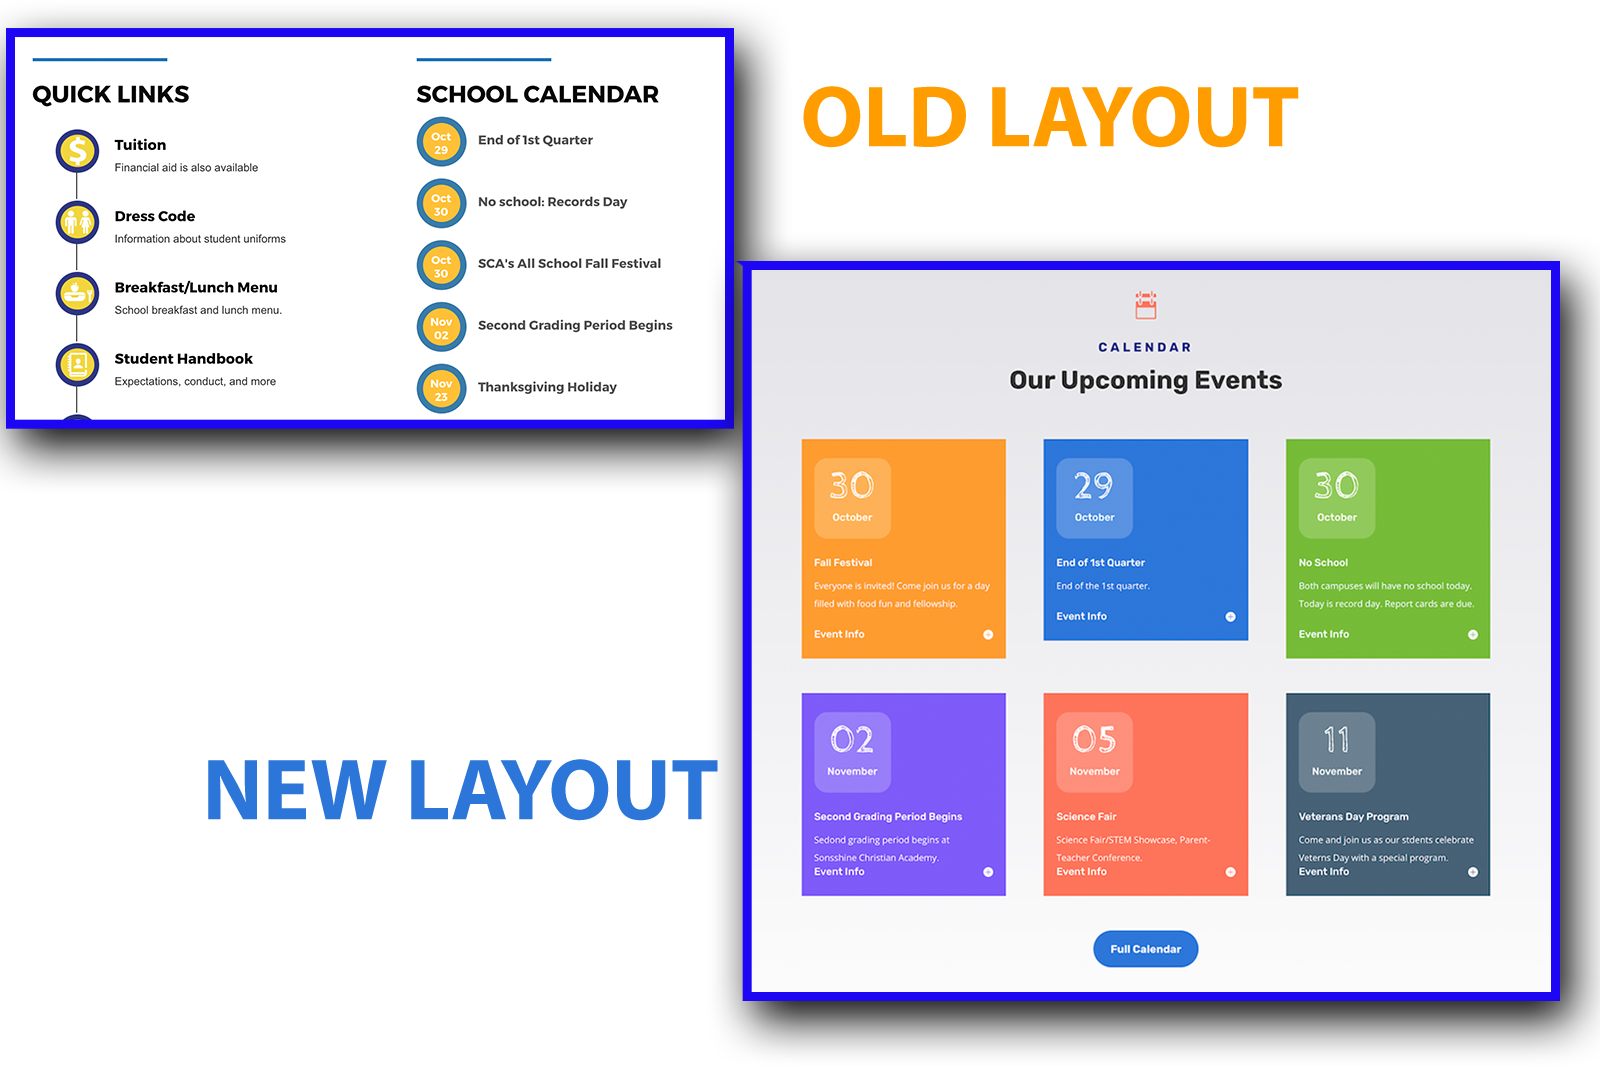 OLD LAYOUT
QUICK LINKS
Tuition
Financial aid is also available
Dress Code
Information about student uniforms
Breakfast/Lunch Menu
School breakfast and lunch menu.
Student Handbook
Expectations, conduct, and more
SCHOOL CALENDAR
Oct
29
End of 1st Quarter
Oct
30
No school: Records Day
Oct
30
SCA's All School Fall Festival
Nov
02
Second Grading Period Begins
Nov
23
Thanksgiving Holiday
NEW LAYOUT
CALENDAR
Our Upcoming Events
30
October
Fall Festival
Everyone is invited! Come join us for a day
filled with food fun and fellowship.
Event Info
29
October
End of 1st Quarter
End of the 1st quarter.
Event Info
30
October
No School
Both campuses will have no school today.
Today is record day. Report cards are due.
Event Info
02
November
Second Grading Period Begins
Sedond grading period begins at
Sonsshine Christian Academy.
Event Info
05
November
Science Fair
Science Fair/STEM Showcase, Parent-
Teacher Conference.
Event Info
11
November
Veterans Day Program
Come and join us as our stdents celebrate
Veterns Day with a special program.
Event Info
Full Calendar